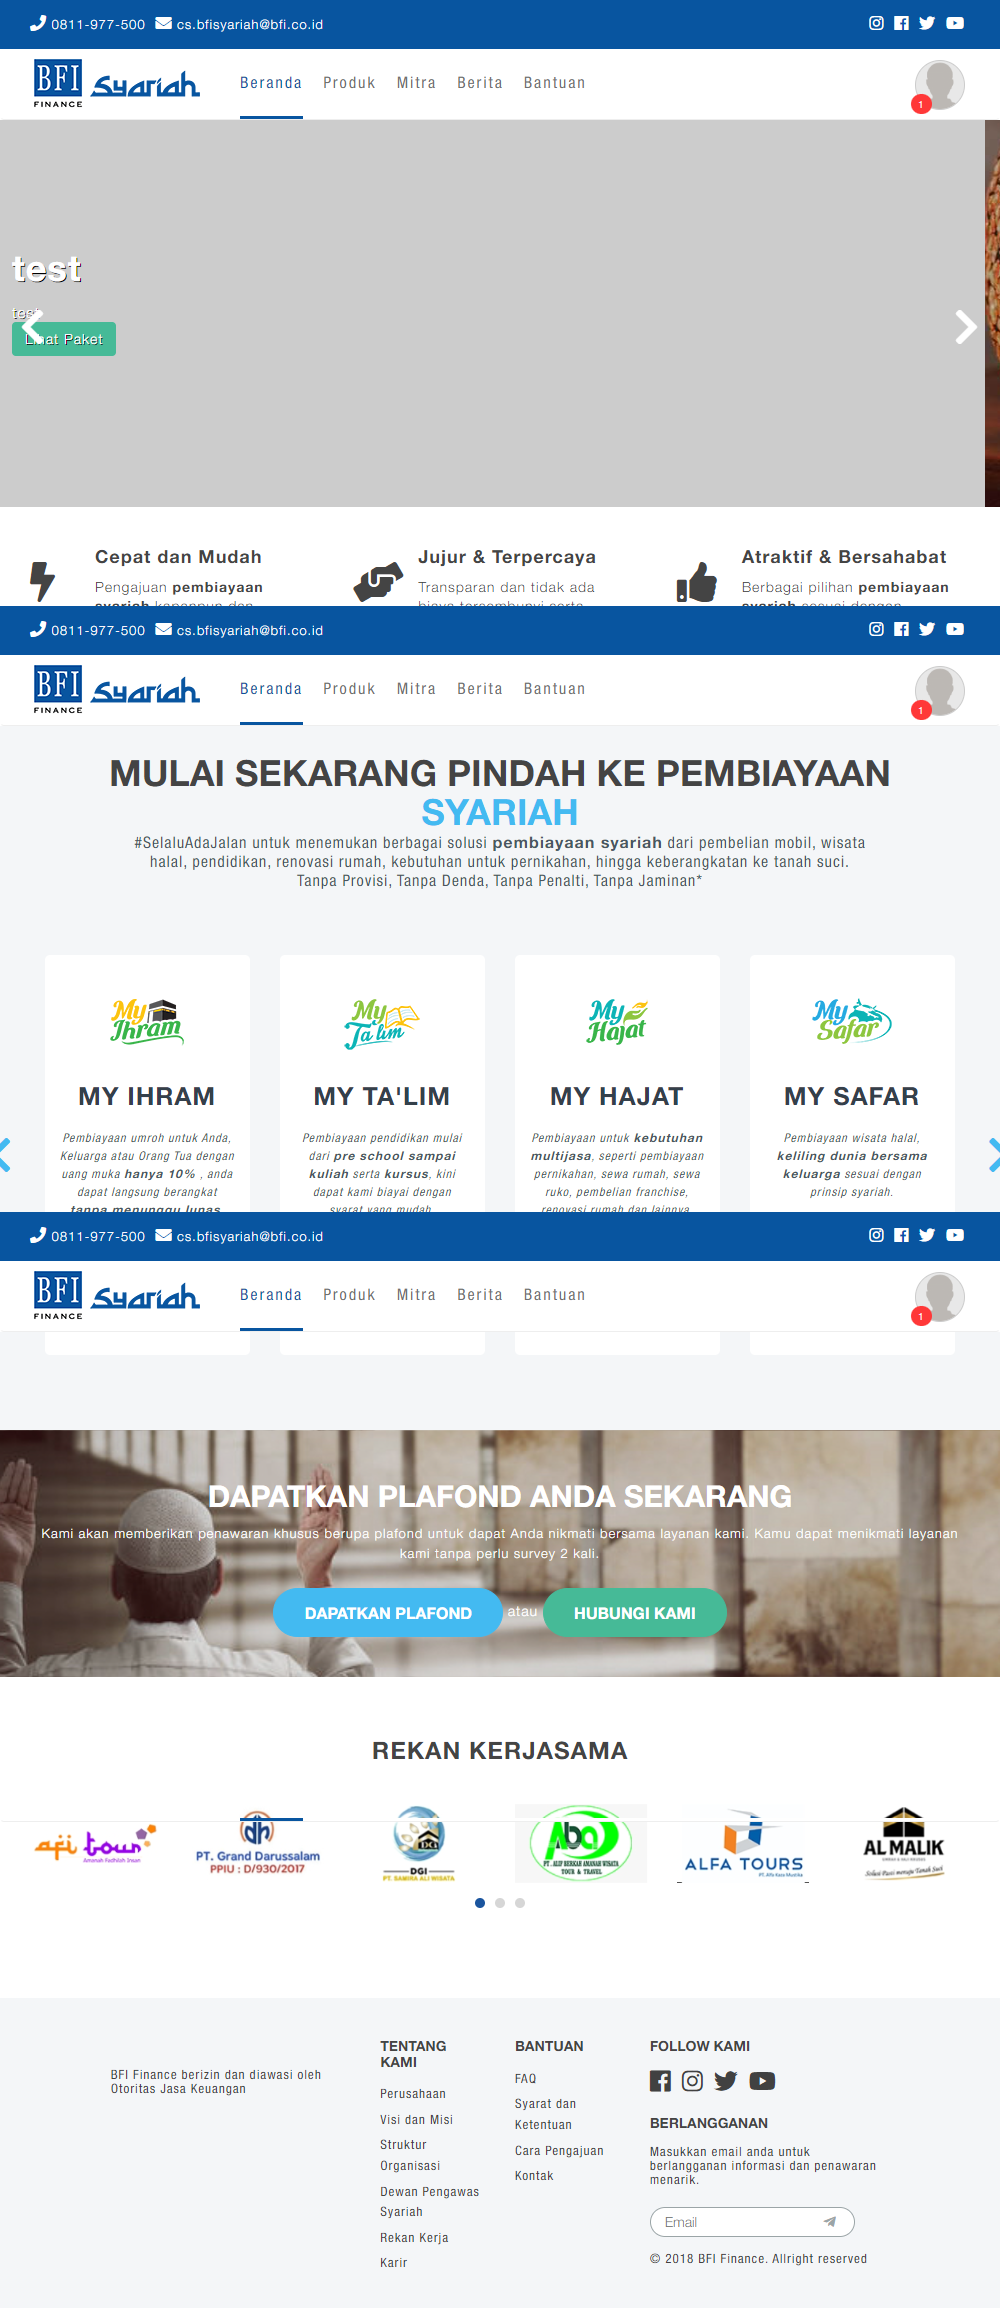 0811-977-500 cs.bfisyariah@bfi.co.id
BFI Syariah
FINANCE
Beranda Produk Mitra Berita Bantuan
1
test
test
Lihat Paket
Cepat dan Mudah
Pengajuan pembiayaan
syariah kapanpun dan
Jujur & Terpercaya
Transparan dan tidak ada
biaya tersembunyi serta
Atraktif & Bersahabat
Berbagai pilihan pembiayaan
syariah sesuai dengan
0811-977-500 cs.bfisyariah@bfi.co.id
BFI Syariah
FINANCE
Beranda Produk Mitra Berita Bantuan
1
MULAI SEKARANG PINDAH KE PEMBIAYAAN
SYARIAH
#SelaluAdaJalan untuk menemukan berbagai solusi pembiayaan syariah dari pembelian mobil, wisata
halal, pendidikan, renovasi rumah, kebutuhan untuk pernikahan, hingga keberangkatan ke tanah suci.
Tanpa Provisi, Tanpa Denda, Tanpa Penalti, Tanpa Jaminan*
My Ihram
MY IHRAM
Pembiayaan umroh untuk Anda,
Keluarga atau Orang Tua dengan
uang muka hanya 10% , anda
dapat langsung berangkat
tanpa menunggu lunas
My Ta'lim
MY TA'LIM
Pembiayaan pendidikan mulai
dari pre school sampai
kuliah serta kursus, kini
dapat kami biayai dengan
syarat yang mudah
My Hajat
MY HAJAT
Pembiayaan untuk kebutuhan
multijasa, seperti pembiayaan
pernikahan, sewa rumah, sewa
ruko, pembelian franchise,
renovasi rumah dan lainnya
My Safar
MY SAFAR
Pembiayaan wisata halal,
keliling dunia bersama
keluarga sesuai dengan
prinsip syariah.
0811-977-500 cs.bfisyariah@bfi.co.id
BFI Syariah
FINANCE
Beranda Produk Mitra Berita Bantuan
1
DAPATKAN PLAFOND ANDA SEKARANG
Kami akan memberikan penawaran khusus berupa plafond untuk dapat Anda nikmati bersama layanan kami. Kamu dapat menikmati layanan
kami tanpa perlu survey 2 kali.
DAPATKAN PLAFOND atau HUBUNGI KAMI
REKAN KERJASAMA
afi tour
Amanah Fadhilah Insan
dh
PT. Grand Darussalam
PPIU : D/930/2017
DGI
DGI
PT. SAMIRA ALI WISATA
Aba
PT. ALIF BERKAH AMANAH WISATA
TOUR & TRAVEL
ALFA TOURS
AL MALIK
BFI Finance berizin dan diawasi oleh
Otoritas Jasa Keuangan
TENTANG
KAMI
Perusahaan
Visi dan Misi
Struktur
Organisasi
Dewan Pengawas
Syariah
Rekan Kerja
Karir
BANTUAN
FAQ
Syarat dan
Ketentuan
Cara Pengajuan
Kontak
FOLLOW KAMI
BERLANGGANAN
Masukkan email anda untuk
berlangganan informasi dan penawaran
menarik.
Email
© 2018 BFI Finance. Allright reserved